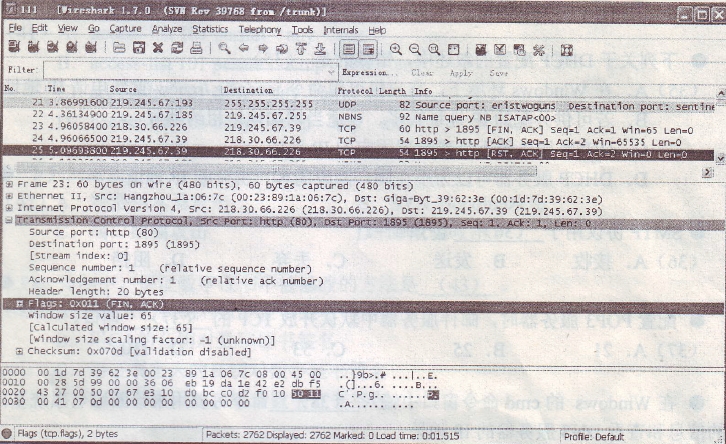 111 [Wireshark 1.7.0 (SVN Rev 39768 from /trunk)]
File Edit View Go Capture Analyze Statistics Telephony Tools Internals Help
Filter: Expression... Clear Apply Save
No. Time Source Destination Protocol Length Info
21 3.86991600 219.245.67.193 255.255.255.255 UDP 82 Source port: eristwoguns Destination port: sentine
22 4.36134900 219.245.67.185 219.245.67.255 NBNS 92 Name query NB ISATAP<00>
23 4.96058400 218.30.66.226 219.245.67.39 TCP 60 http > 1895 [FIN, ACK] Seq=1 Ack=1 Win=65 Len=0
24 4.96066500 219.245.67.39 218.30.66.226 TCP 54 1895 > http [ACK] Seq=1 Ack=2 Win=65535 Len=0
25 5.09693800 219.245.67.39 218.30.66.226 TCP 54 1895 > http [RST, ACK] Seq=1 Ack=2 Win=0 Len=0
Frame 23: 60 bytes on wire (480 bits), 60 bytes captured (480 bits)
Ethernet II, Src: Hangzhou_1a:06:7c (00:23:89:1a:06:7c), Dst: Giga-Byt_39:62:3e (00:1d:7d:39:62:3e)
Internet Protocol Version 4, Src: 218.30.66.226 (218.30.66.226), Dst: 219.245.67.39 (219.245.67.39)
Transmission Control Protocol, Src Port: http (80), Dst Port: 1895 (1895), Seq: 1, Ack: 1, Len: 0
Source port: http (80)
Destination port: 1895 (1895)
[Stream index: 0]
Sequence number: 1 (relative sequence number)
Acknowledgement number: 1 (relative ack number)
Header length: 20 bytes
Flags: 0x011 (FIN, ACK)
Window size value: 65
[Calculated window size: 65]
[Window size scaling factor: -1 (unknown)]
Checksum: 0x070d [validation disabled]
0000 00 1d 7d 39 62 3e 00 23 89 1a 06 7c 08 00 45 00 ..}9b>.# ...|..E.
0010 00 28 5d 99 00 00 36 06 eb 19 da 1e 42 e2 db f5 .(]...6. ....B...
0020 43 27 00 50 07 67 e3 10 d0 bc c0 d2 f0 10 50 11 C'.P.g.. ......P.
0030 00 41 07 0d 00 00 00 00 00 00 00 00 .A...... ....
Flags (tcp.flags), 2 bytes Packets: 2762 Displayed: 2762 Marked: 0 Load time: 0:01.515 Profile: Default